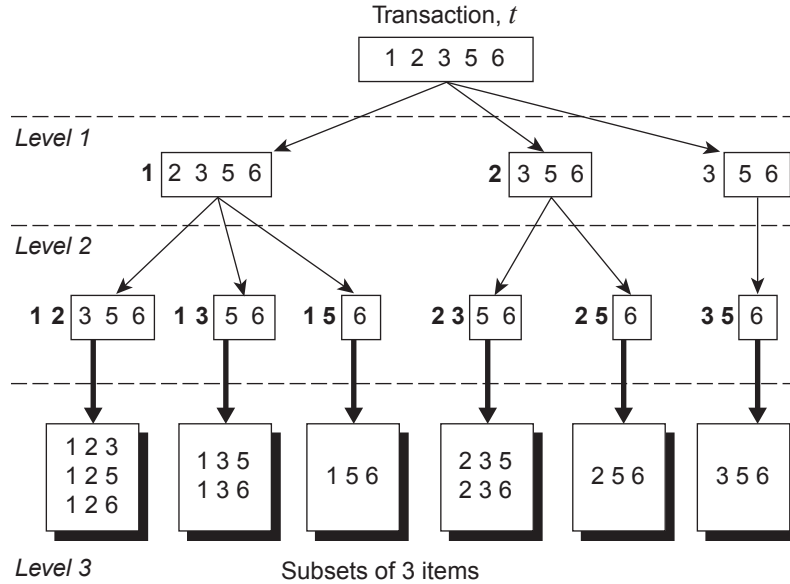 Transaction, t
1 2 3 5 6
Level 1
1 2 3 5 6
2 3 5 6
3 5 6
Level 2
1 2 3 5 6
1 3 5 6
1 5 6
2 3 5 6
2 5 6
3 5 6
1 2 3
1 2 5
1 2 6
1 3 5
1 3 6
1 5 6
2 3 5
2 3 6
2 5 6
3 5 6
Level 3
Subsets of 3 items